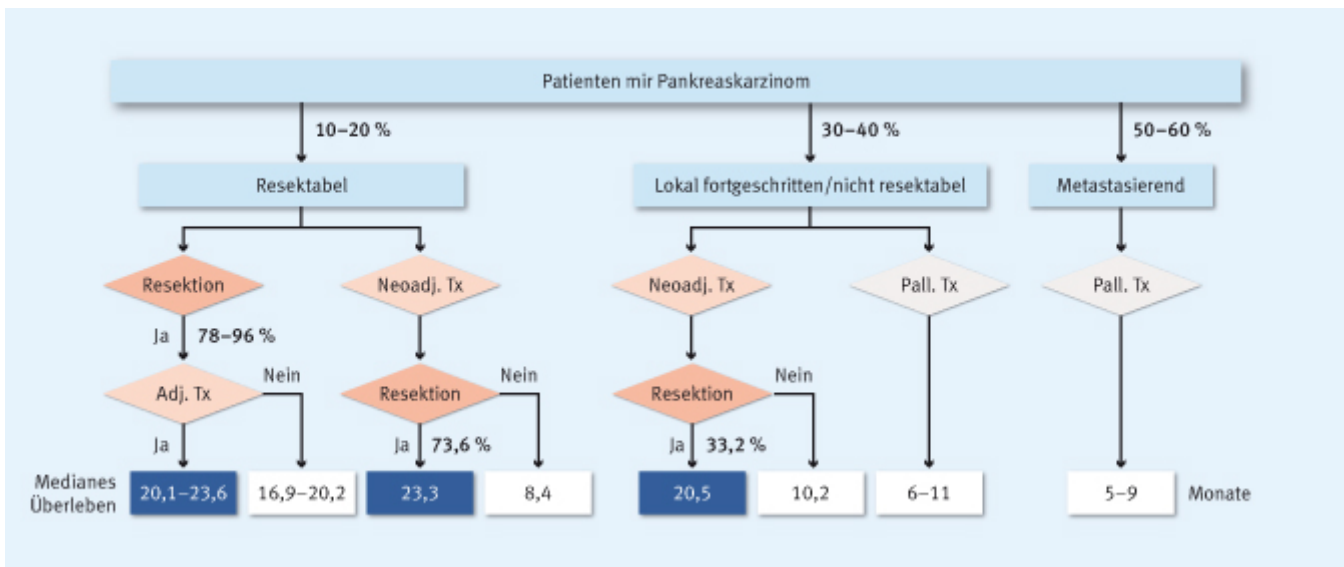 Patienten mir Pankreaskarzinom
10–20 %
30–40 %
50–60 %
Resektabel
Lokal fortgeschritten/nicht resektabel
Metastasierend
Resektion
Neoadj. Tx
Neoadj. Tx
Pall. Tx
Pall. Tx
Ja
78–96 %
Adj. Tx
Nein
Resektion
Nein
Resektion
Nein
Ja
Ja
73,6 %
Ja
33,2 %
Medianes
Überleben
20,1–23,6
16,9–20,2
23,3
8,4
20,5
10,2
6–11
5–9
Monate